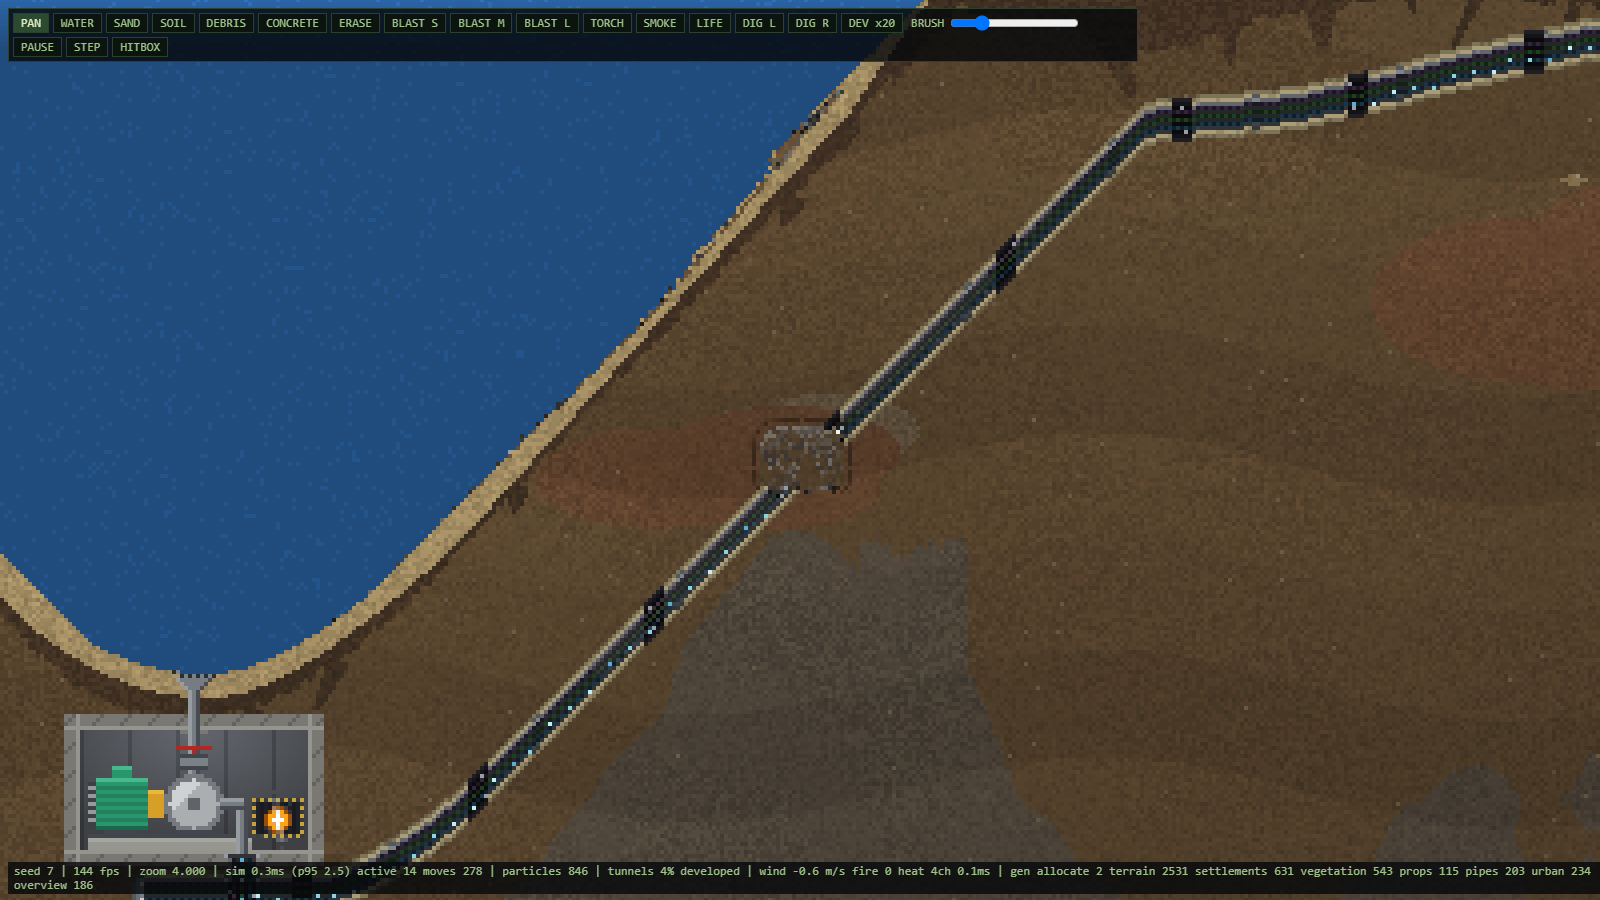 PAN WATER SAND SOIL DEBRIS CONCRETE ERASE BLAST S BLAST M BLAST L TORCH SMOKE LIFE DIG L DIG R DEV x20 BRUSH
PAUSE STEP HITBOX
seed 7 | 144 fps | zoom 4.000 | sim 0.3ms (p95 2.5) active 14 moves 278 | particles 846 | tunnels 4% developed | wind -0.6 m/s fire 0 heat 4ch 0.1ms | gen allocate 2 terrain 2531 settlements 631 vegetation 543 props 115 pipes 203 urban 234
overview 186